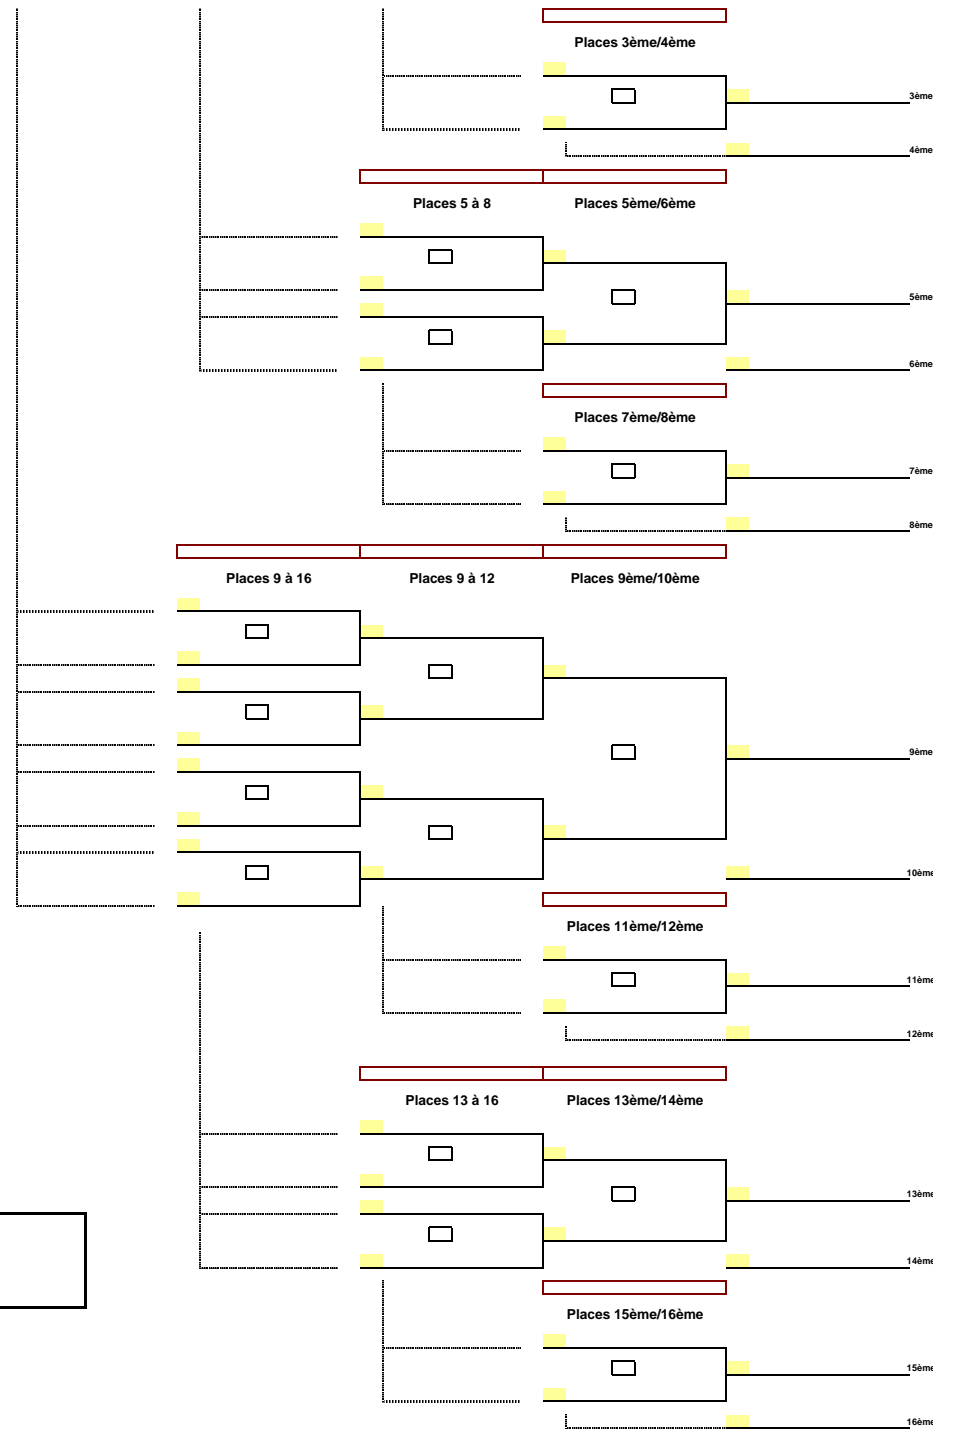 Places 3ème/4ème
3ème
4ème
Places 5 à 8 Places 5ème/6ème
5ème
6ème
Places 7ème/8ème
7ème
8ème
Places 9 à 16 Places 9 à 12 Places 9ème/10ème
9ème
10ème
Places 11ème/12ème
11ème
12ème
Places 13 à 16 Places 13ème/14ème
13ème
14ème
Places 15ème/16ème
15ème
16ème